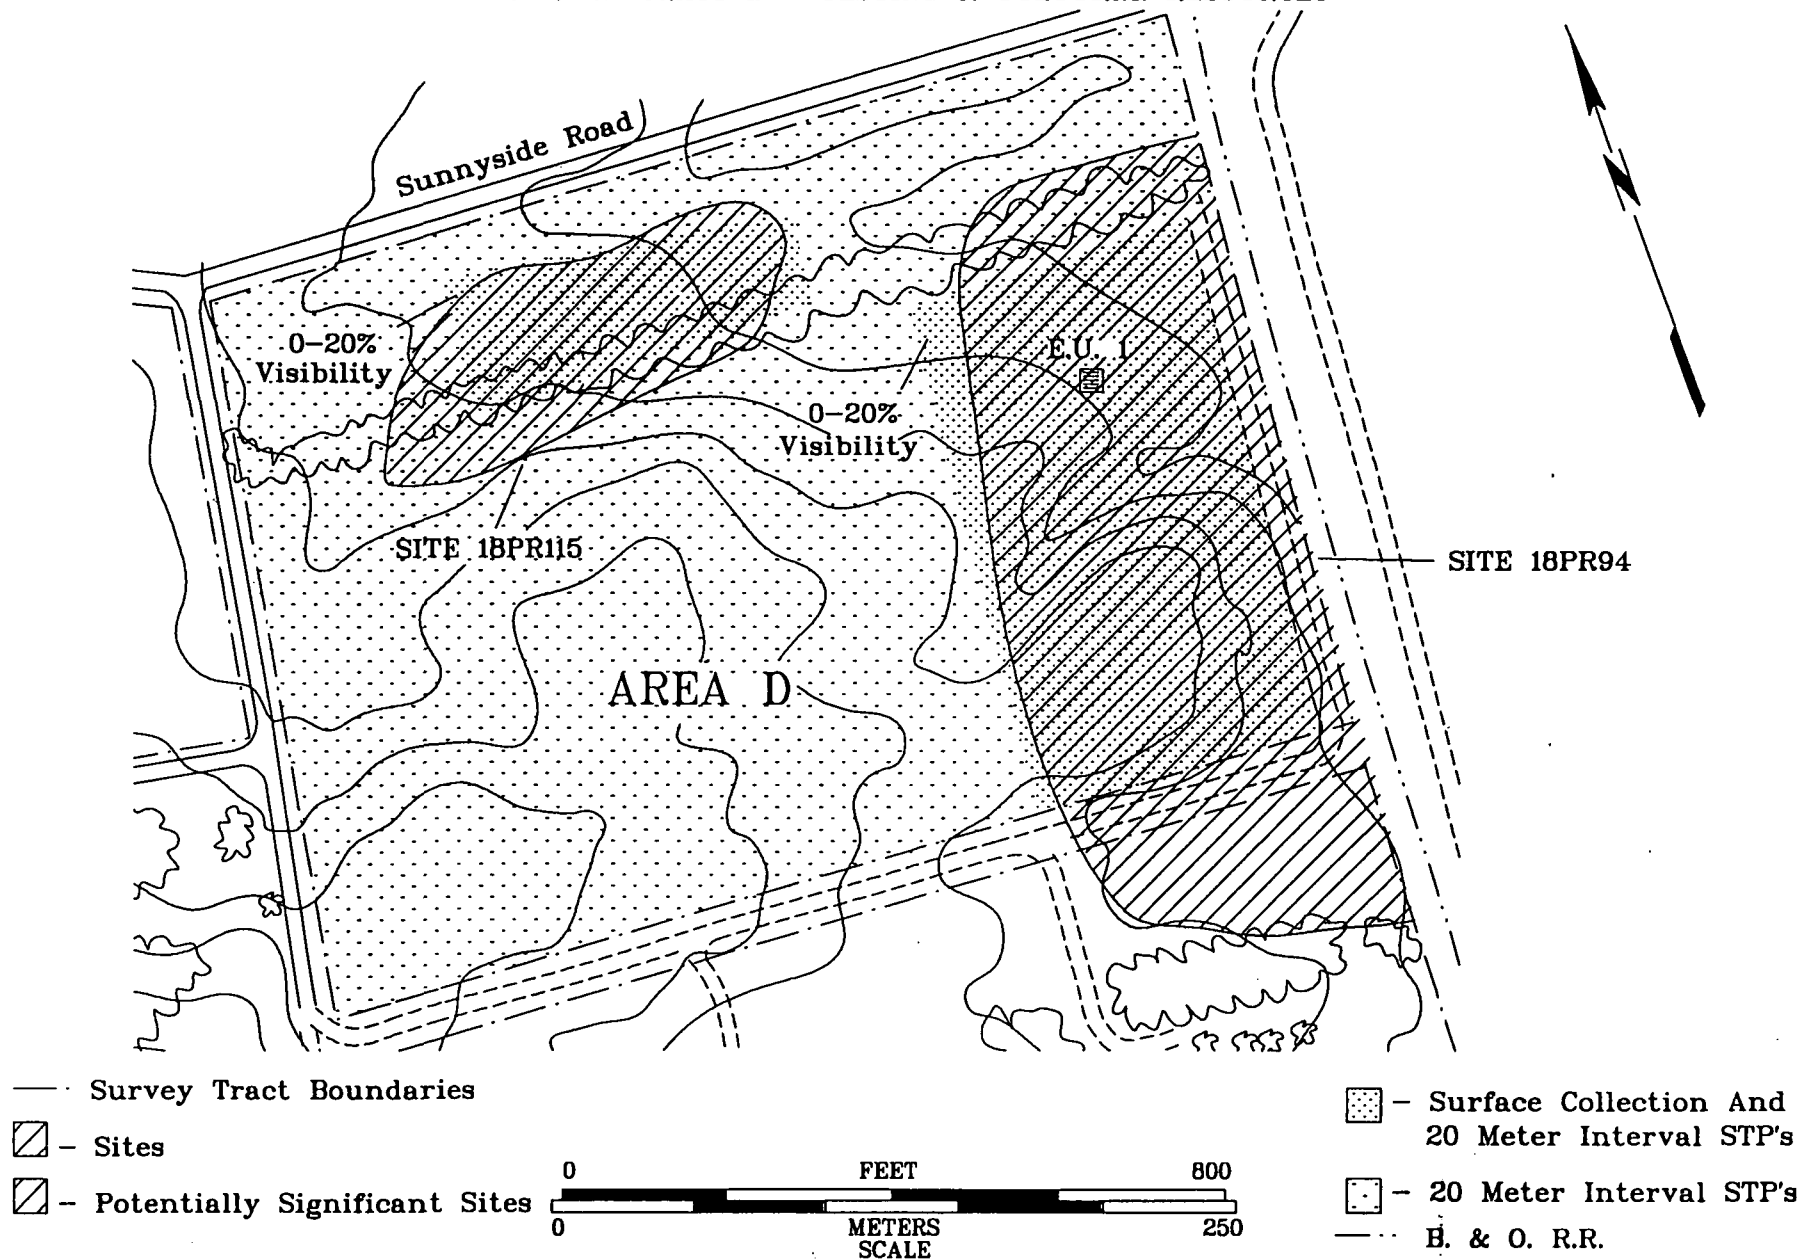 Sunnyside Road
0-20%
Visibility
E.U. 1
0-20%
Visibility
SITE 18PR115
SITE 18PR94
AREA D
— · Survey Tract Boundaries
– Sites
– Potentially Significant Sites
0 FEET 800
0 METERS 250
SCALE
– Surface Collection And
20 Meter Interval STP's
– 20 Meter Interval STP's
— ·· B. & O. R.R.